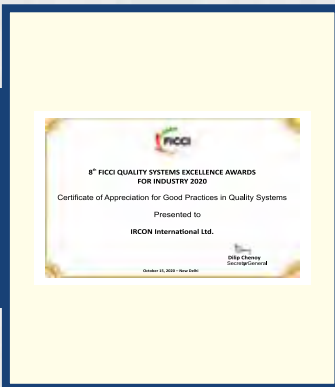 FICCI
8th FICCI QUALITY SYSTEMS EXCELLENCE AWARDS
FOR INDUSTRY 2020
Certificate of Appreciation for Good Practices in Quality Systems
Presented to
IRCON International Ltd.
Dilip Chenoy
Secretary General
October 15, 2020 – New Delhi